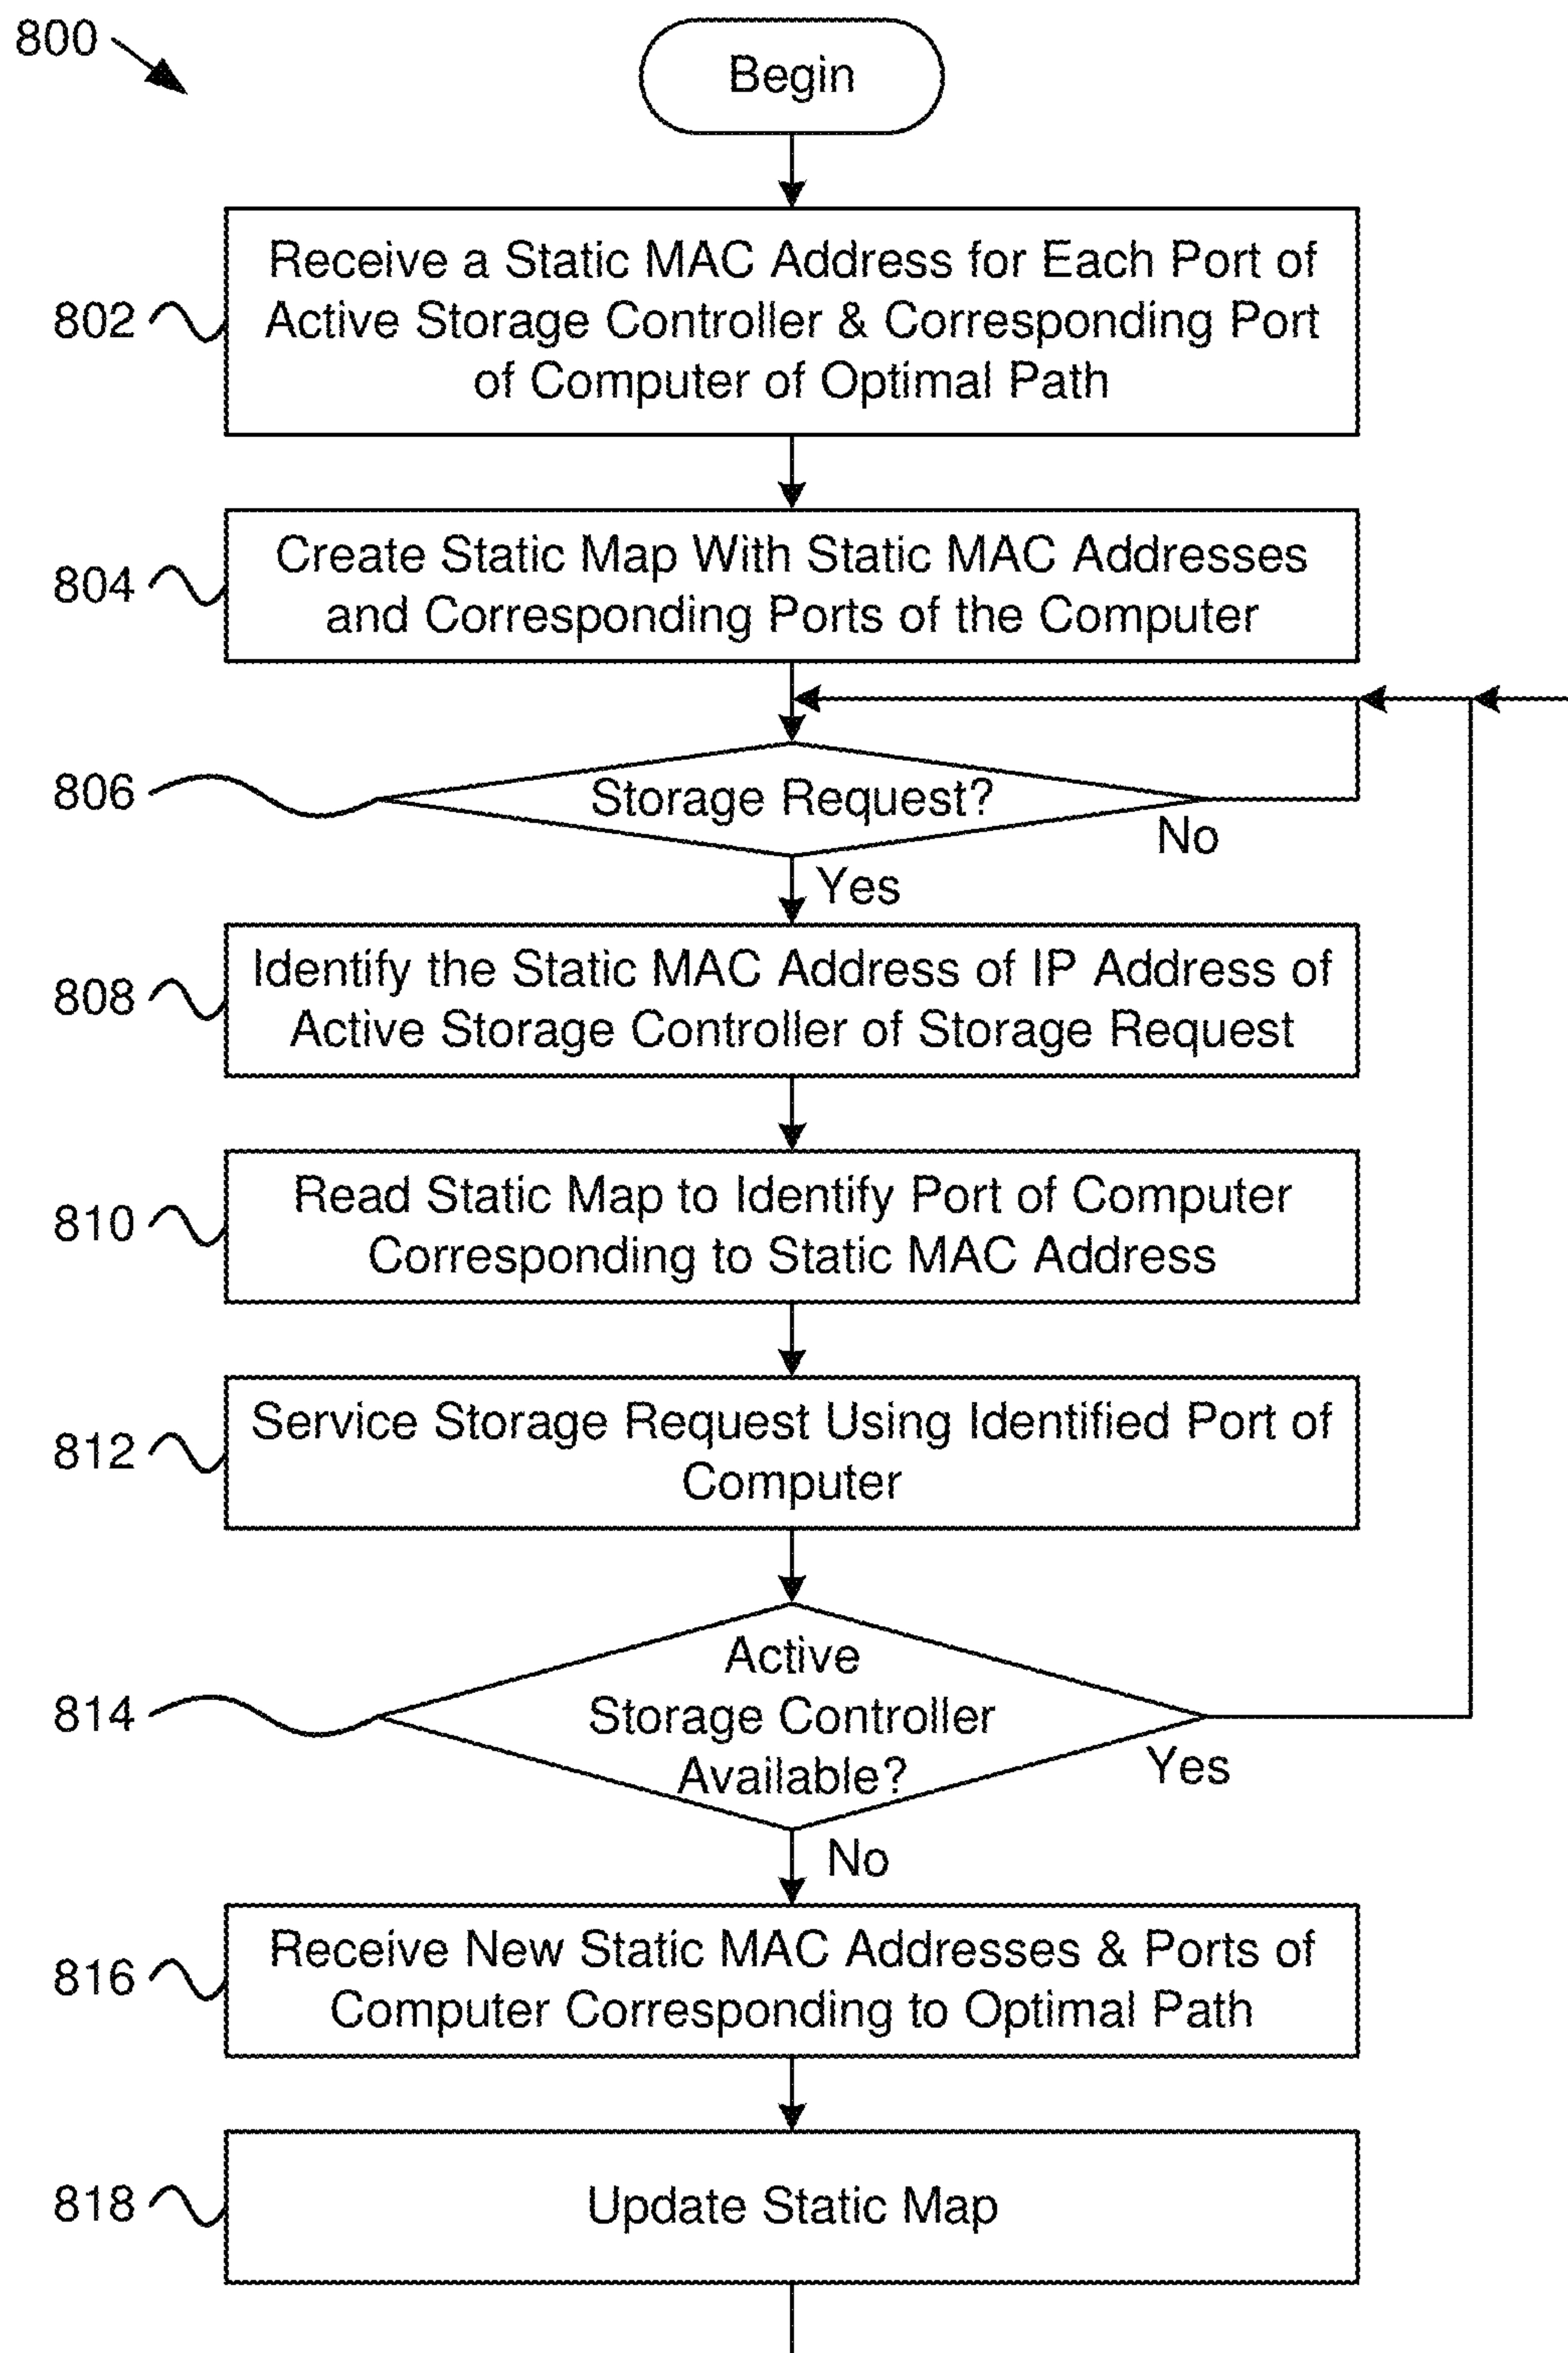 800
Begin
802
Receive a Static MAC Address for Each Port of
Active Storage Controller & Corresponding Port
of Computer of Optimal Path
804
Create Static Map With Static MAC Addresses
and Corresponding Ports of the Computer
806
Storage Request?
No
Yes
808
Identify the Static MAC Address of IP Address of
Active Storage Controller of Storage Request
810
Read Static Map to Identify Port of Computer
Corresponding to Static MAC Address
812
Service Storage Request Using Identified Port of
Computer
814
Active
Storage Controller
Available?
Yes
No
816
Receive New Static MAC Addresses & Ports of
Computer Corresponding to Optimal Path
818
Update Static Map